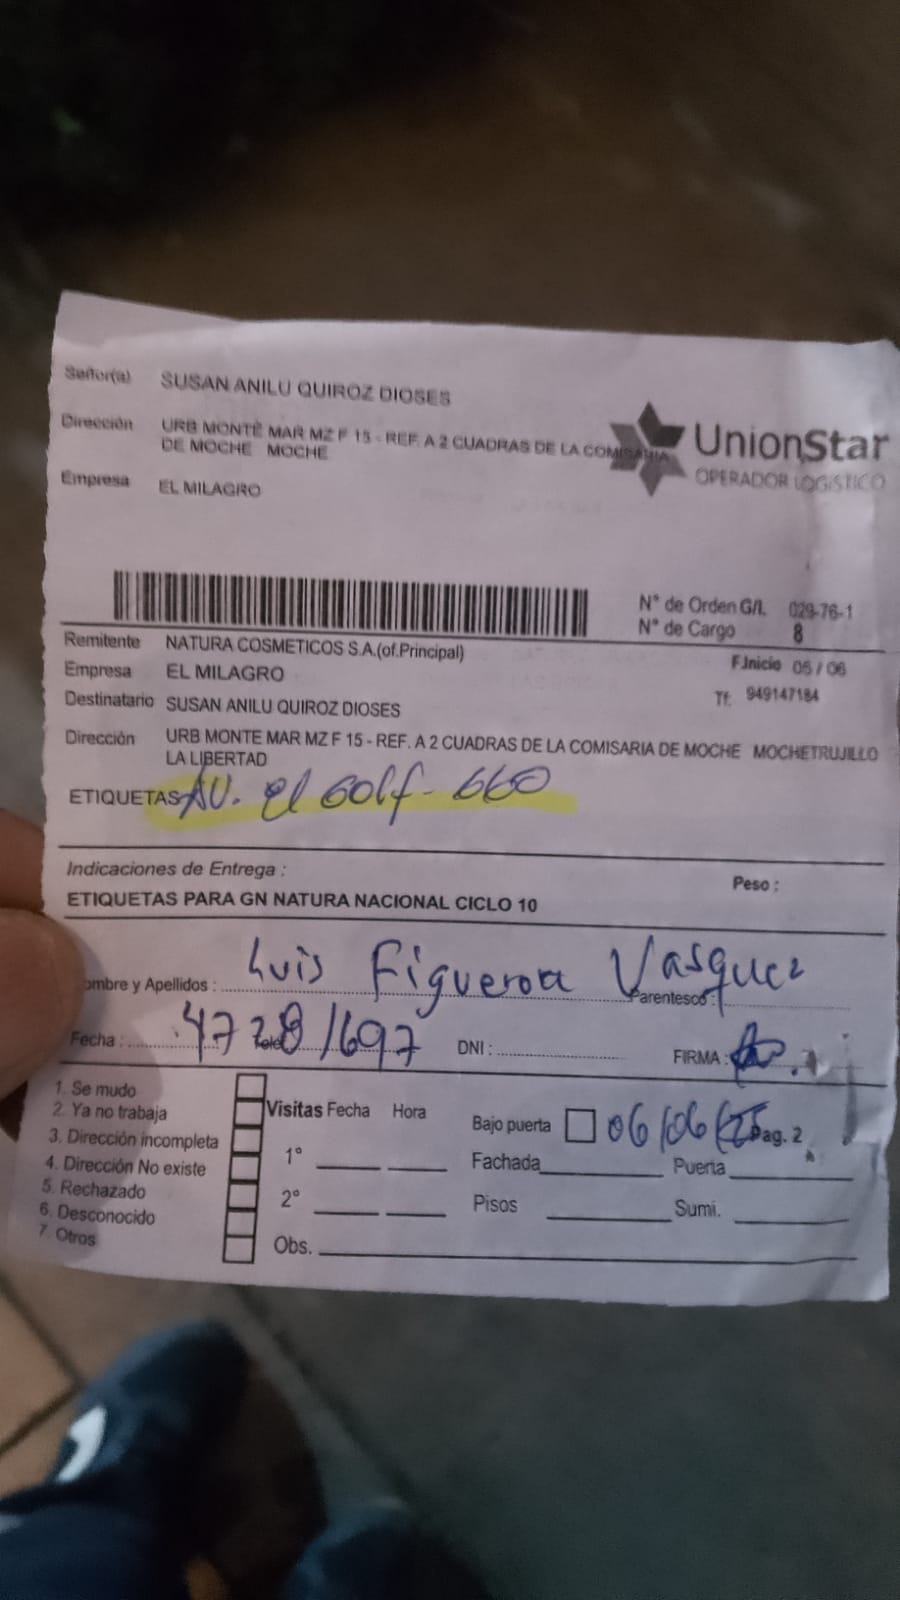 Señor(a) SUSAN ANILU QUIROZ DIOSES
Dirección URB MONTE MAR MZ F 15 - REF. A 2 CUADRAS DE LA COMISARIA
DE MOCHE MOCHE
UnionStar
OPERADOR LOGISTICO
Empresa EL MILAGRO
N° de Orden G/I. 029-76-1
N° de Cargo 8
Remitente NATURA COSMETICOS S.A.(of.Principal)
F.Inicio 05 / 06
Empresa EL MILAGRO
Tf: 949147184
Destinatario SUSAN ANILU QUIROZ DIOSES
Dirección URB MONTE MAR MZ F 15 - REF. A 2 CUADRAS DE LA COMISARIA DE MOCHE MOCHETRUJILLO
LA LIBERTAD
ETIQUETAS AV. el Golf - 660
Indicaciones de Entrega :
Peso :
ETIQUETAS PARA GN NATURA NACIONAL CICLO 10
ombre y Apellidos : Luis Figueroa Vasquez Parentesco :
Fecha : DNI : FIRMA :
1. Se mudo
2. Ya no trabaja
3. Dirección incompleta
4. Dirección No existe
5. Rechazado
6. Desconocido
7. Otros
Visitas Fecha Hora
1°
2°
Obs.
Bajo puerta 06/06/25 Pag. 2
Fachada Puerta
Pisos Sumi.